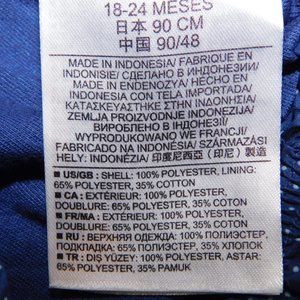 18-24 MESES
日本 90 CM
中国 90/48
MADE IN INDONESIA/ FABRIQUE EN
INDONISIE/ СДЕЛАНО В ИНДОНЕЗИИ/
MADE IN ENDONEZYA/ HECHO EN
INDONESIA CON TELA IMPORTADA/
ΚΑΤΑΣΚΕΥΑΣΤΗΚΕ ΣΤΗΝ ΙΝΔΟΝΗΣΙΑ/
ZEMLJA PROIZVODNJE INDONEZIJA/
ВИРОБЛЕНО В ІНДОНЕЗІЇ/
WYPRODUKOWANO WE FRANCJI/
FABRICADO NA INDONÉSIA/ SZÁRMAZÁSI
HELY: INDONÉZIA/ 印度尼西亞（印尼）製造
US/GB : SHELL: 100% POLYESTER, LINING:
65% POLYESTER, 35% COTTON
CA : EXTÉRIEUR: 100% POLYESTER,
DOUBLURE: 65% POLYESTER, 35% COTON
FR/MA : EXTÉRIEUR: 100% POLYESTER,
DOUBLURE: 65% POLYESTER, 35% COTON
RU : ВЕРХНЯЯ ОДЕЖДА: 100% ПОЛИЭСТЕР,
ПОДКЛАДКА: 65% ПОЛИЭСТЕР, 35% ХЛОПОК
TR : DIŞ YÜZEY: 100% POLYESTER, ASTAR:
65% POLYESTER, 35% PAMUK